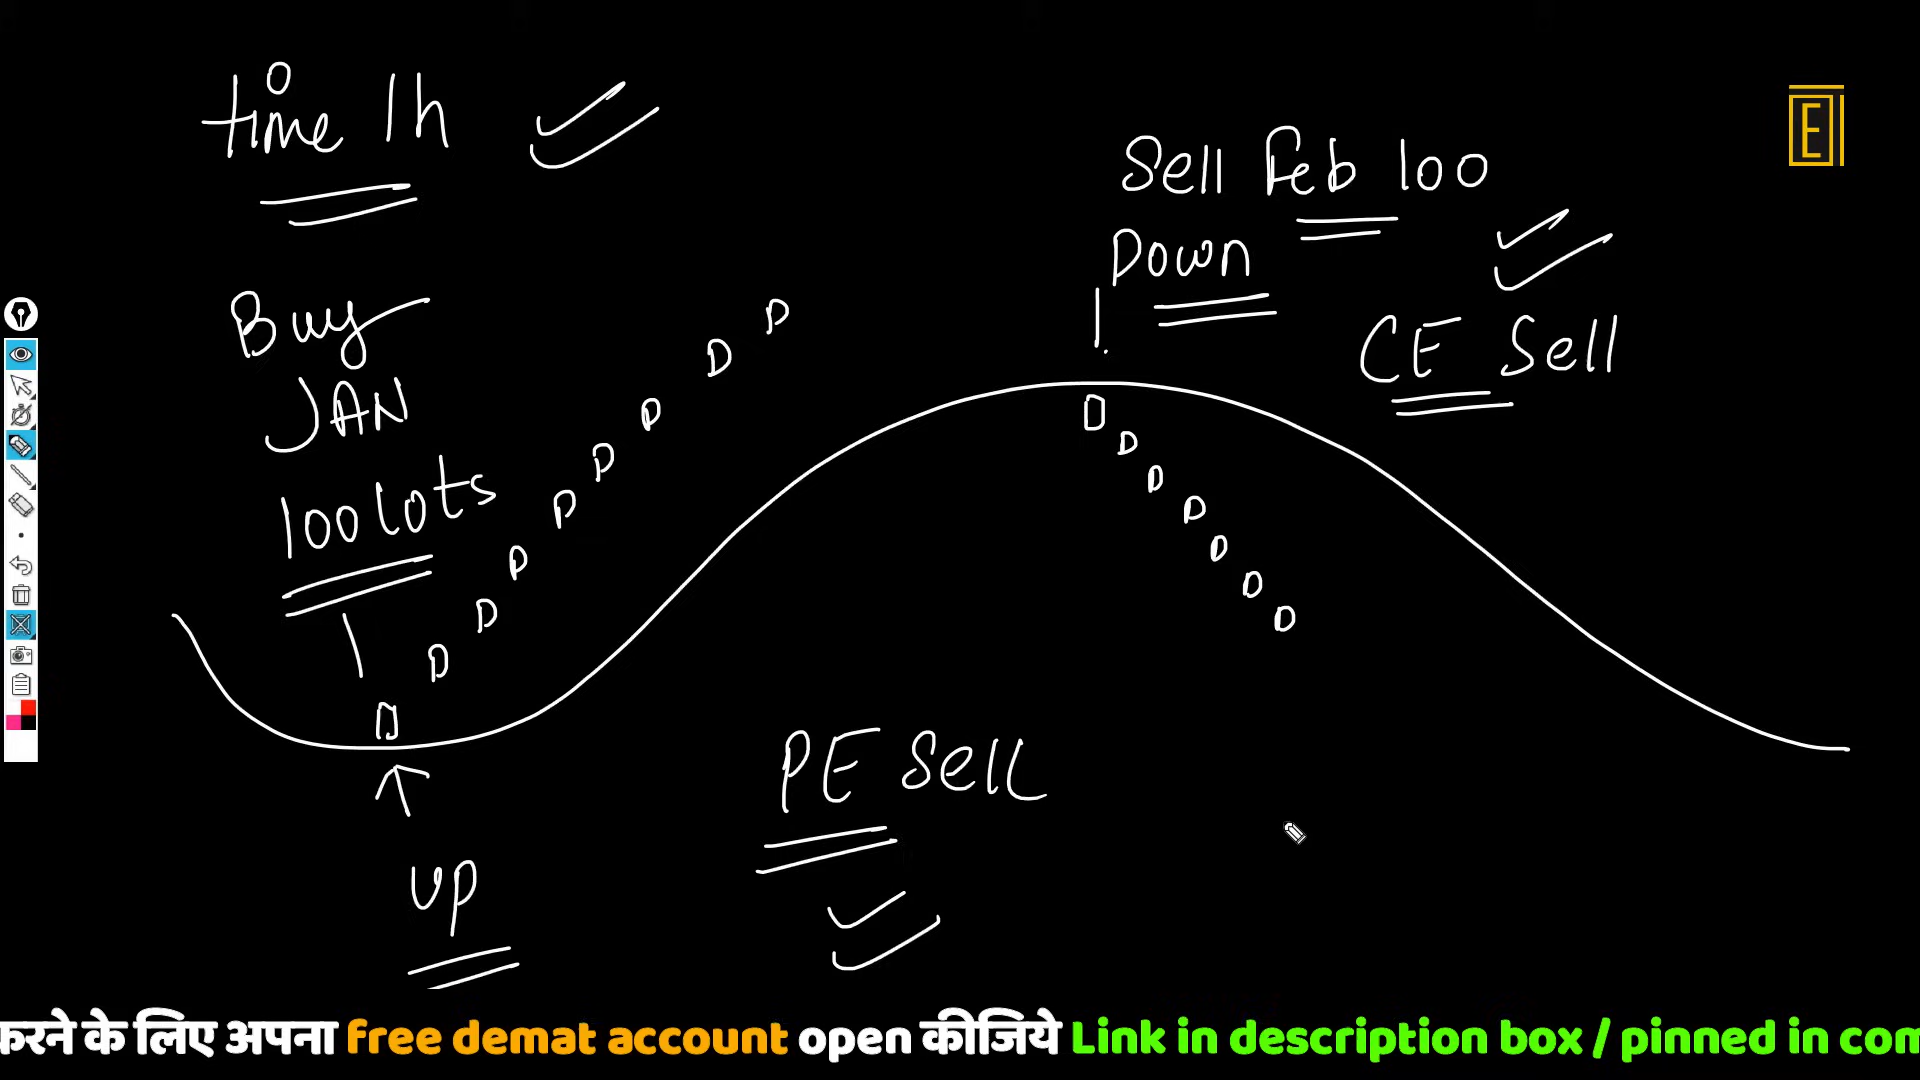 time 1h
Sell Feb 100
Down
CE Sell
Buy
JAN
100 lots
D D D D D D D D D
D D D D D D D
UP
PE SELL
E
करने के लिए अपना free demat account open कीजिये Link in description box / pinned in com